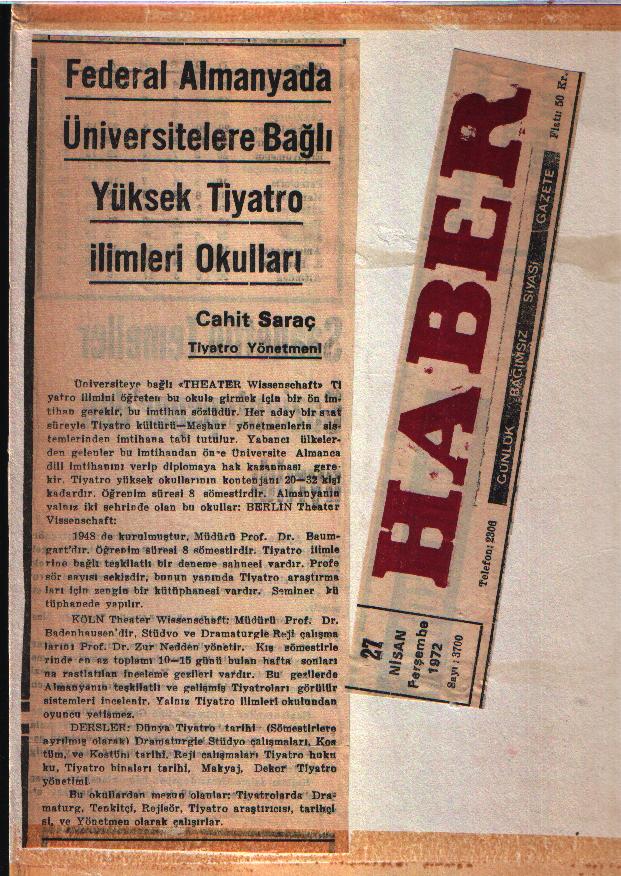 Federal Almanyada
Üniversitelere Bağlı
Yüksek Tiyatro
ilimleri Okulları
Cahit Saraç
Tiyatro Yönetmeni
Üniversiteye bağlı «THEATER Wissenschaft» Ti
yatro ilimini öğreten bu okula girmek için bir ön im-
tihan gerekir, bu imtihan sözlüdür. Her aday bir saat
süreyle Tiyatro kültürü—Meşhur yönetmenlerin sis-
temlerinden imtihana tabi tutulur. Yabancı ülkeler-
den gelenler bu imtihandan önce Üniversite Almanca
dili imtihanını verip diplomaya hak kazanması gere-
kir. Tiyatro yüksek okullarının kontenjanı 20—32 kişi
kadardır. Öğrenim süresi 8 sömestirdir. Almanyanın
yalnız iki şehrinde olan bu okullar: BERLİN Theater
Vissenschaft:
1948 de kurulmuştur, Müdürü Prof. Dr. Baum-
gart'dır. Öğrenim süresi 8 sömestirdir. Tiyatro ilimle
rine bağlı teşkilatlı bir deneme sahnesi vardır. Profe
sör sayısı sekizdir, bunun yanında Tiyatro araştırma
ları için zengin bir kütüphanesi vardır. Seminer kü
tüphanede yapılır.
KÖLN Theater Wissenschaft: Müdürü Prof. Dr.
Badenhausen'dir, Stüdyo ve Dramaturgie Reji çalışma
larını Prof. Dr. Zur Nedden yönetir. Kış sömestirle
rinde en az toplamı 10—15 günü bulan hafta sonları
na rastlatılan inceleme gezileri vardır. Bu gezilerde
Almanyanın teşkilatlı ve gelişmiş Tiyatroları görülür
sistemleri incelenir. Yalnız Tiyatro ilimleri okulundan
oyuncu yetişmez.
DERSLER: Dünya Tiyatro tarihi (Sömestirlere
ayrılmış olarak) Dramaturgie Stüdyo çalışmaları, Kos
tüm, ve Kostüm tarihi, Reji çalışmaları Tiyatro huku
ku, Tiyatro binaları tarihi, Makyaj, Dekor Tiyatro
yönetimi.
Bu okullardan mezun olanlar: Tiyatrolarda Dra-
maturg, Tenkitçi, Rejisör, Tiyatro araştırıcısı, tarihçi
si, ve Yönetmen olarak çalışırlar.
HABER
Fiatı 50 Kr.
GÜNLÜK BAĞIMSIZ SİYASİ GAZETE
Telefon: 2306
27
NİSAN
Perşembe
1972
Sayı: 3700